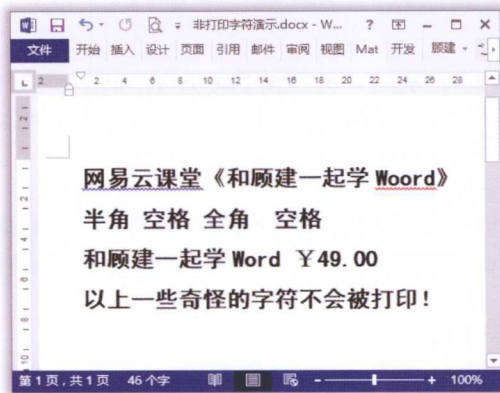 非打印字符演示.docx - W... ?
文件 开始 插入 设计 页面 引用 邮件 审阅 视图 Mat 开发 顾建
L 2 2 4 6 8 10 12 14 16 18 20 22 24 26 28
网易云课堂《和顾建一起学 Woord》
半角 空格 全角　空格
和顾建一起学 Word ￥49.00
以上一些奇怪的字符不会被打印！
第1页，共1页 46个字 - + 100%